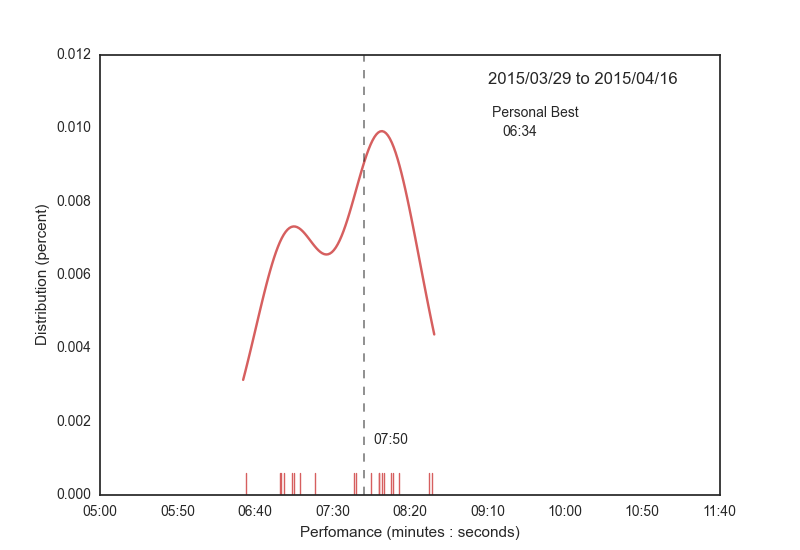 2015/03/29 to 2015/04/16
Personal Best
06:34
0.012
0.010
0.008
0.006
0.004
0.002
0.000
Distribution (percent)
07:50
05:00 05:50 06:40 07:30 08:20 09:10 10:00 10:50 11:40
Perfomance (minutes : seconds)